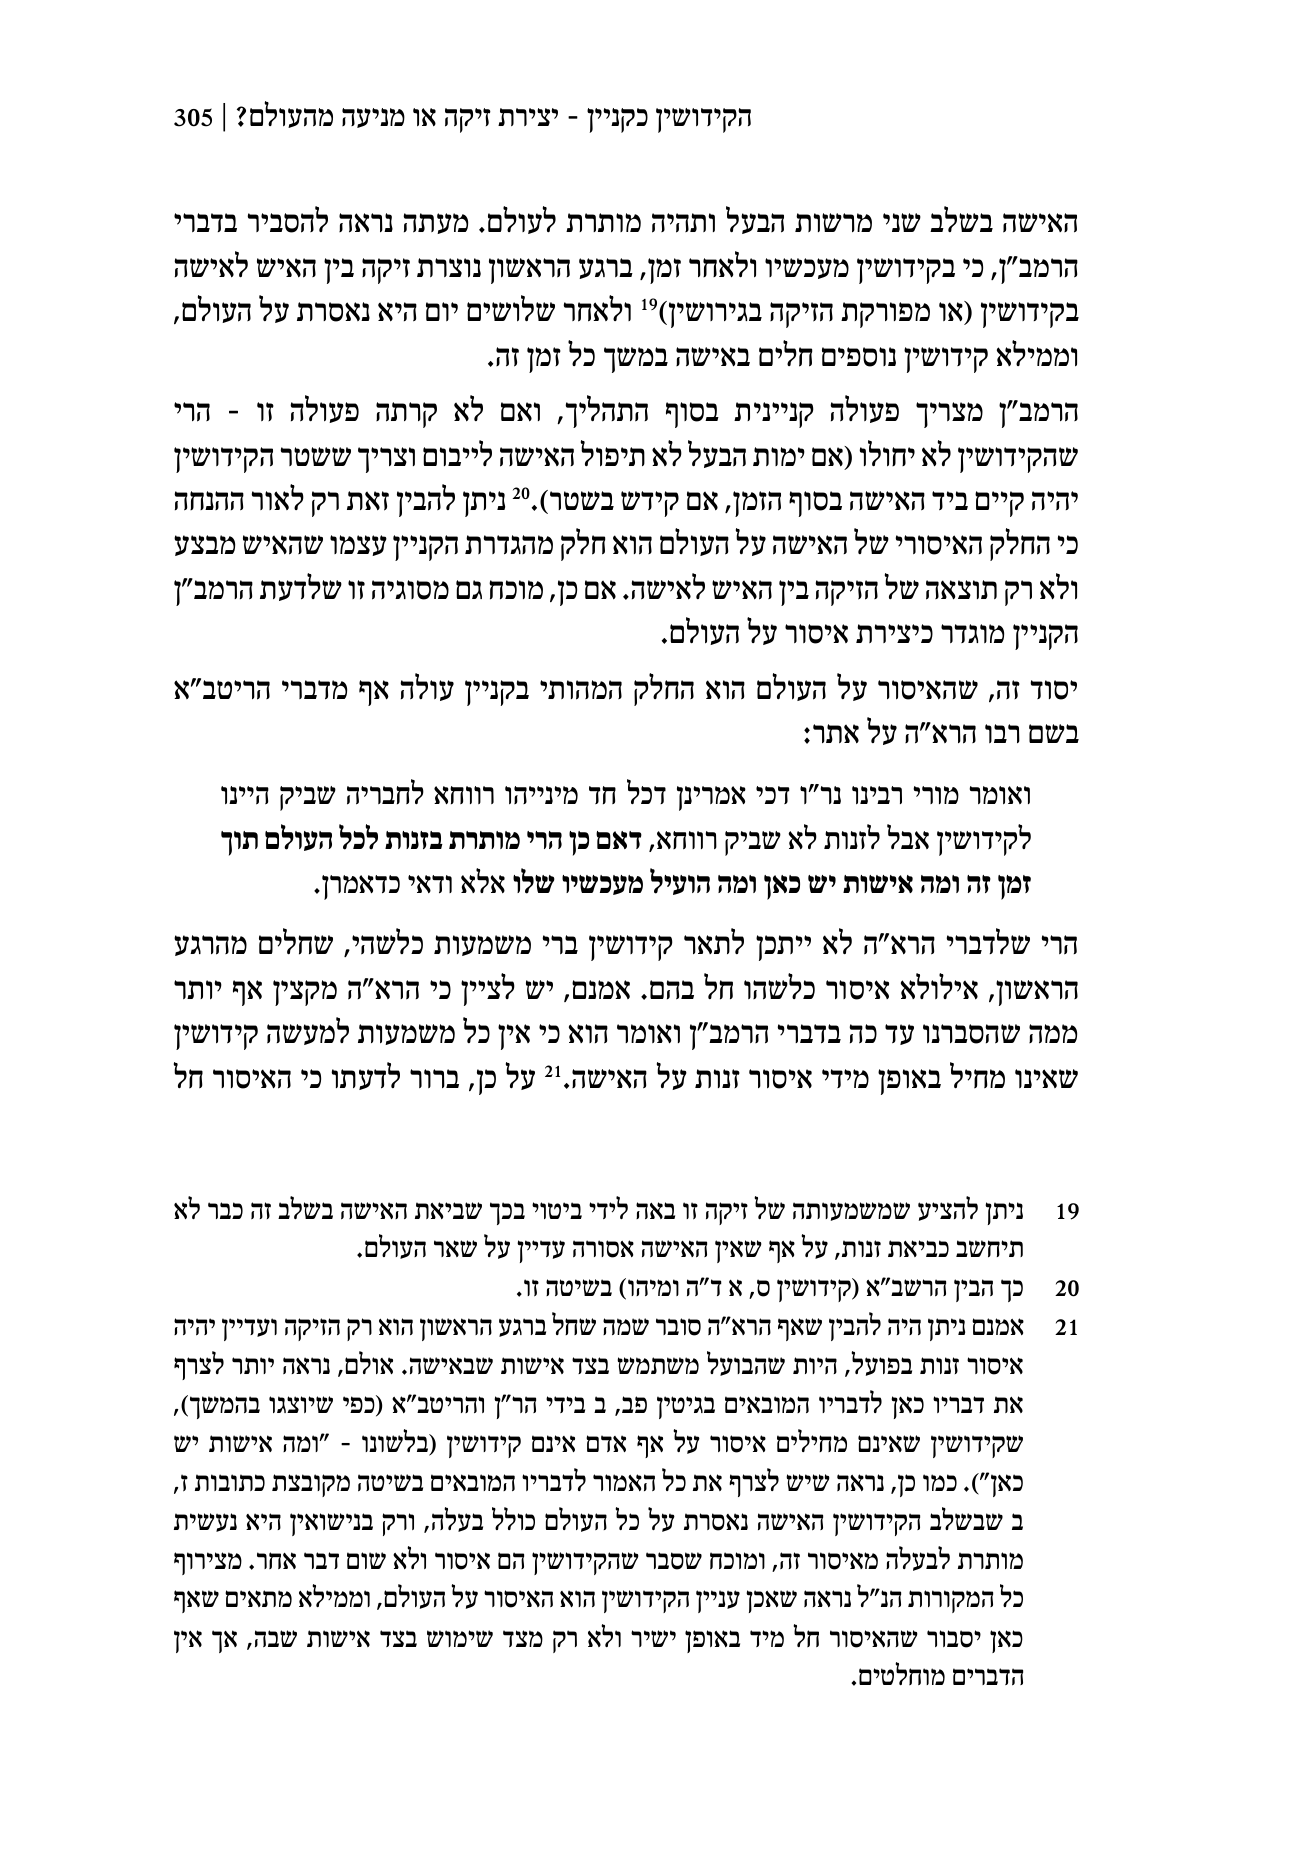 הקידושין כקניין - יצירת זיקה או מניעה מהעולם? | 305
האישה בשלב שני מרשות הבעל ותהיה מותרת לעולם. מעתה נראה להסביר בדברי
הרמב"ן, כי בקידושין מעכשיו ולאחר זמן, ברגע הראשון נוצרת זיקה בין האיש לאישה
בקידושין (או מפורקת הזיקה בגירושין)19 ולאחר שלושים יום היא נאסרת על העולם,
וממילא קידושין נוספים חלים באישה במשך כל זמן זה.
הרמב"ן מצריך פעולה קניינית בסוף התהליך, ואם לא קרתה פעולה זו - הרי
שהקידושין לא יחולו (אם ימות הבעל לא תיפול האישה לייבום וצריך ששטר הקידושין
יהיה קיים ביד האישה בסוף הזמן, אם קידש בשטר).20 ניתן להבין זאת רק לאור ההנחה
כי החלק האיסורי של האישה על העולם הוא חלק מהגדרת הקניין עצמו שהאיש מבצע
ולא רק תוצאה של הזיקה בין האיש לאישה. אם כן, מוכח גם מסוגיה זו שלדעת הרמב"ן
הקניין מוגדר כיצירת איסור על העולם.
יסוד זה, שהאיסור על העולם הוא החלק המהותי בקניין עולה אף מדברי הריטב"א
בשם רבו הרא"ה על אתר:
ואומר מורי רבינו נר"ו דכי אמרינן דכל חד מינייהו רווחא לחבריה שביק היינו
לקידושין אבל לזנות לא שביק רווחא, דאם כן הרי מותרת בזנות לכל העולם תוך
זמן זה ומה אישות יש כאן ומה הועיל מעכשיו שלו אלא ודאי כדאמרן.
הרי שלדברי הרא"ה לא ייתכן לתאר קידושין ברי משמעות כלשהי, שחלים מהרגע
הראשון, אילולא איסור כלשהו חל בהם. אמנם, יש לציין כי הרא"ה מקצין אף יותר
ממה שהסברנו עד כה בדברי הרמב"ן ואומר הוא כי אין כל משמעות למעשה קידושין
שאינו מחיל באופן מידי איסור זנות על האישה.21 על כן, ברור לדעתו כי האיסור חל
19 ניתן להציע שמשמעותה של זיקה זו באה לידי ביטוי בכך שביאת האישה בשלב זה כבר לא
תיחשב כביאת זנות, על אף שאין האישה אסורה עדיין על שאר העולם.
20 כך הבין הרשב"א (קידושין ס, א ד"ה ומיהו) בשיטה זו.
21 אמנם ניתן היה להבין שאף הרא"ה סובר שמה שחל ברגע הראשון הוא רק הזיקה ועדיין יהיה
איסור זנות בפועל, היות שהבועל משתמש בצד אישות שבאישה. אולם, נראה יותר לצרף
את דבריו כאן לדבריו המובאים בגיטין פב, ב בידי הר"ן והריטב"א (כפי שיוצגו בהמשך),
שקידושין שאינם מחילים איסור על אף אדם אינם קידושין (בלשונו - "ומה אישות יש
כאן"). כמו כן, נראה שיש לצרף את כל האמור לדבריו המובאים בשיטה מקובצת כתובות ז,
ב שבשלב הקידושין האישה נאסרת על כל העולם כולל בעלה, ורק בנישואין היא נעשית
מותרת לבעלה מאיסור זה, ומוכח שסבר שהקידושין הם איסור ולא שום דבר אחר. מצירוף
כל המקורות הנ"ל נראה שאכן עניין הקידושין הוא האיסור על העולם, וממילא מתאים שאף
כאן יסבור שהאיסור חל מיד באופן ישיר ולא רק מצד שימוש בצד אישות שבה, אך אין
הדברים מוחלטים.